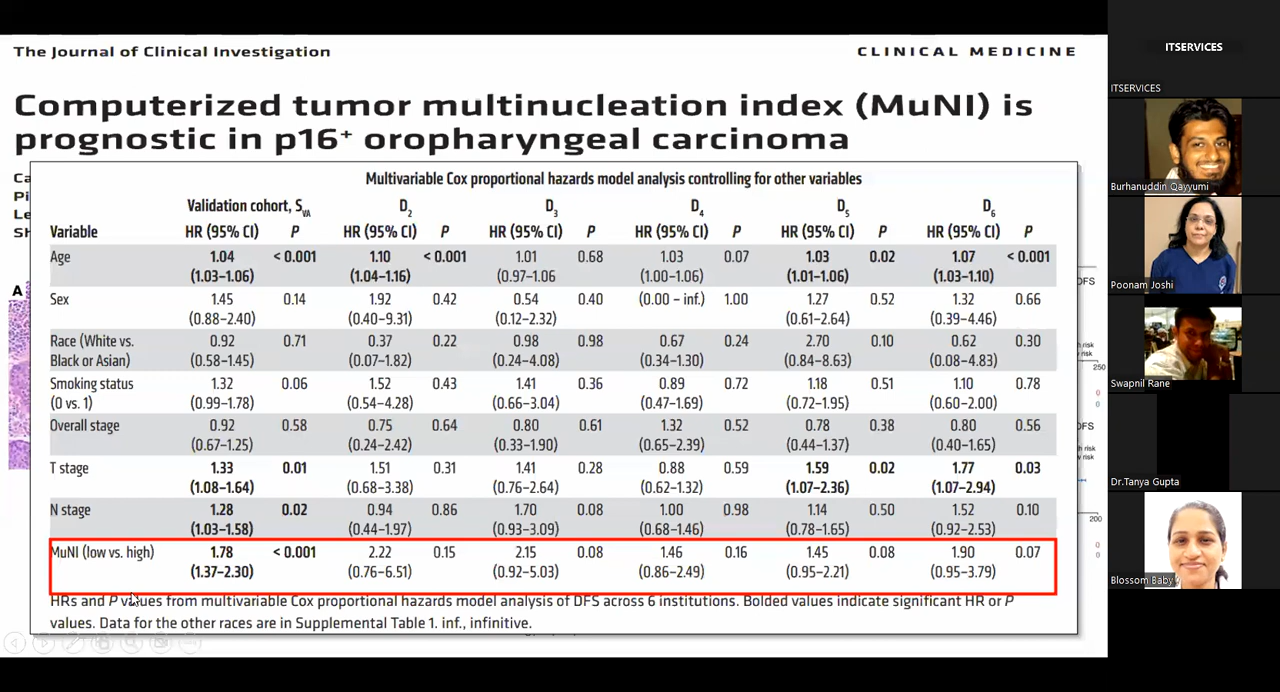 The Journal of Clinical Investigation
CLINICAL MEDICINE
Computerized tumor multinucleation index (MuNI) is
prognostic in p16+ oropharyngeal carcinoma
Ca
Pi
Le
Sh
A
Multivariable Cox proportional hazards model analysis controlling for other variables
Validation cohort, SVA D2 D3 D4 D5 D6
Variable HR (95% CI) P HR (95% CI) P HR (95% CI) P HR (95% CI) P HR (95% CI) P HR (95% CI) P
Age 1.04 < 0.001 1.10 < 0.001 1.01 0.68 1.03 0.07 1.03 0.02 1.07 < 0.001
(1.03–1.06) (1.04–1.16) (0.97–1.06 (1.00–1.06) (1.01–1.06) (1.03–1.10)
Sex 1.45 0.14 1.92 0.42 0.54 0.40 (0.00 – inf.) 1.00 1.27 0.52 1.32 0.66
(0.88–2.40) (0.40–9.31) (0.12–2.32) (0.61–2.64) (0.39–4.46)
Race (White vs. 0.92 0.71 0.37 0.22 0.98 0.98 0.67 0.24 2.70 0.10 0.62 0.30
Black or Asian) (0.58–1.45) (0.07–1.82) (0.24–4.08) (0.34–1.30) (0.84–8.63) (0.08–4.83)
Smoking status 1.32 0.06 1.52 0.43 1.41 0.36 0.89 0.72 1.18 0.51 1.10 0.78
(0 vs. 1) (0.99–1.78) (0.54–4.28) (0.66–3.04) (0.47–1.69) (0.72–1.95) (0.60–2.00)
Overall stage 0.92 0.58 0.75 0.64 0.80 0.61 1.32 0.52 0.78 0.38 0.80 0.56
(0.67–1.25) (0.24–2.42) (0.33–1.90) (0.65–2.39) (0.44–1.37) (0.40–1.65)
T stage 1.33 0.01 1.51 0.31 1.41 0.28 0.88 0.59 1.59 0.02 1.77 0.03
(1.08–1.64) (0.68–3.38) (0.76–2.64) (0.62–1.32) (1.07–2.36) (1.07–2.94)
N stage 1.28 0.02 0.94 0.86 1.70 0.08 1.00 0.98 1.14 0.50 1.52 0.10
(1.03–1.58) (0.44–1.97) (0.93–3.09) (0.68–1.46) (0.78–1.65) (0.92–2.53)
MuNI (low vs. high) 1.78 < 0.001 2.22 0.15 2.15 0.08 1.46 0.16 1.45 0.08 1.90 0.07
(1.37–2.30) (0.76–6.51) (0.92–5.03) (0.86–2.49) (0.95–2.21) (0.95–3.79)
HRs and P values from multivariable Cox proportional hazards model analysis of DFS across 6 institutions. Bolded values indicate significant HR or P
values. Data for the other races are in Supplemental Table 1. inf., infinitive.
DFS
h risk
risk
250
0
0
DFS
risk
200
0
0
ITSERVICES
ITSERVICES
Burhanuddin Qayyumi
Poonam Joshi
Swapnil Rane
Dr.Tanya Gupta
Blossom Baby